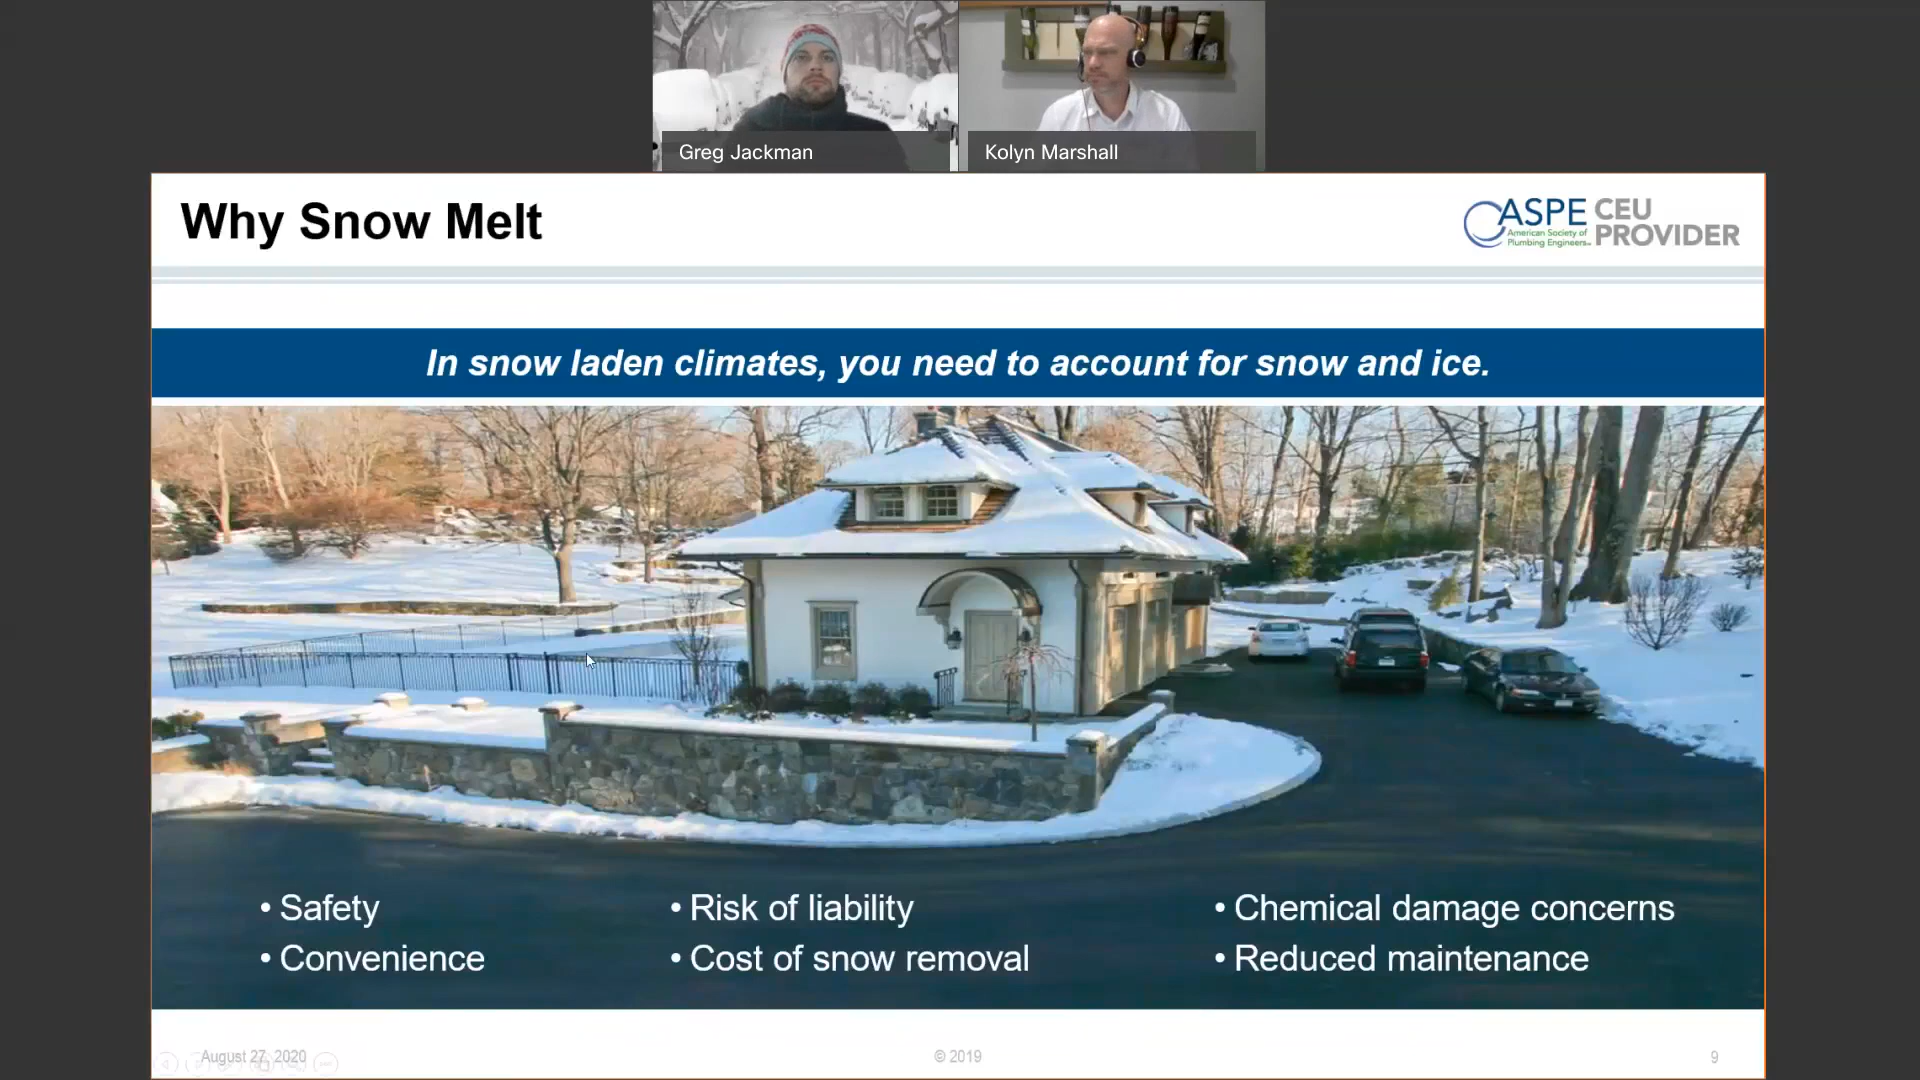 Greg Jackman
Kolyn Marshall
Why Snow Melt
ASPE
American Society of
Plumbing Engineers
CEU
PROVIDER
In snow laden climates, you need to account for snow and ice.
• Safety
• Convenience
• Risk of liability
• Cost of snow removal
• Chemical damage concerns
• Reduced maintenance
August 27, 2020
© 2019
9